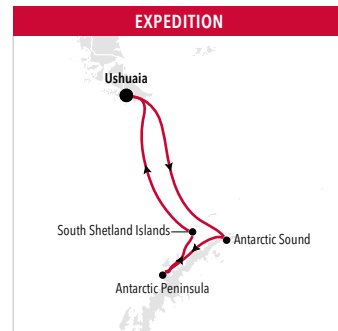 EXPEDITION
Ushuaia
South Shetland Islands
Antarctic Sound
Antarctic Peninsula